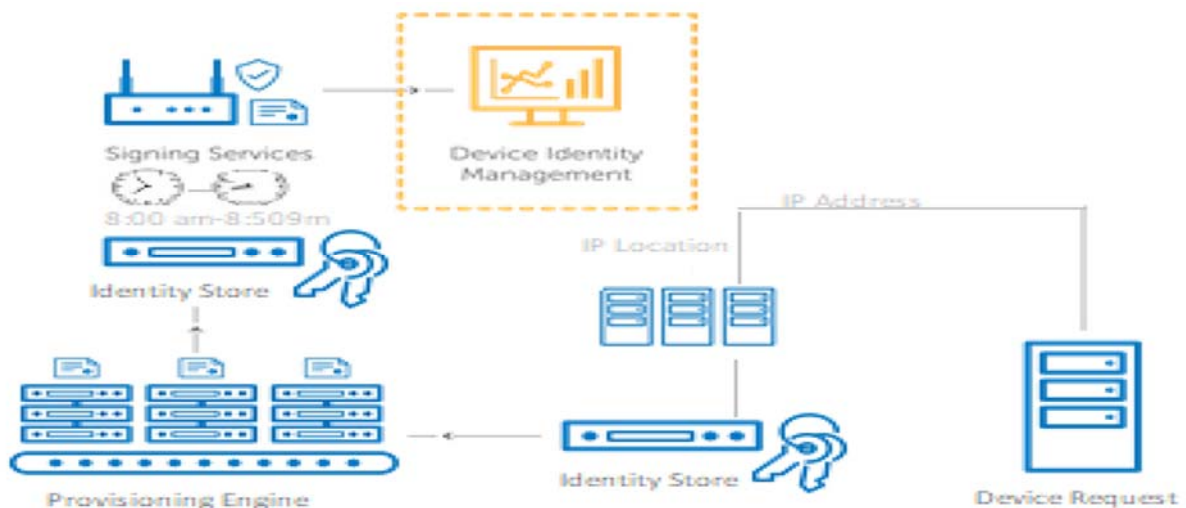 Signing Services
Device Identity
Management
8:00 am-8:509m
IP Address
IP Location
Identity Store
Identity Store
Provisioning Engine
Device Request